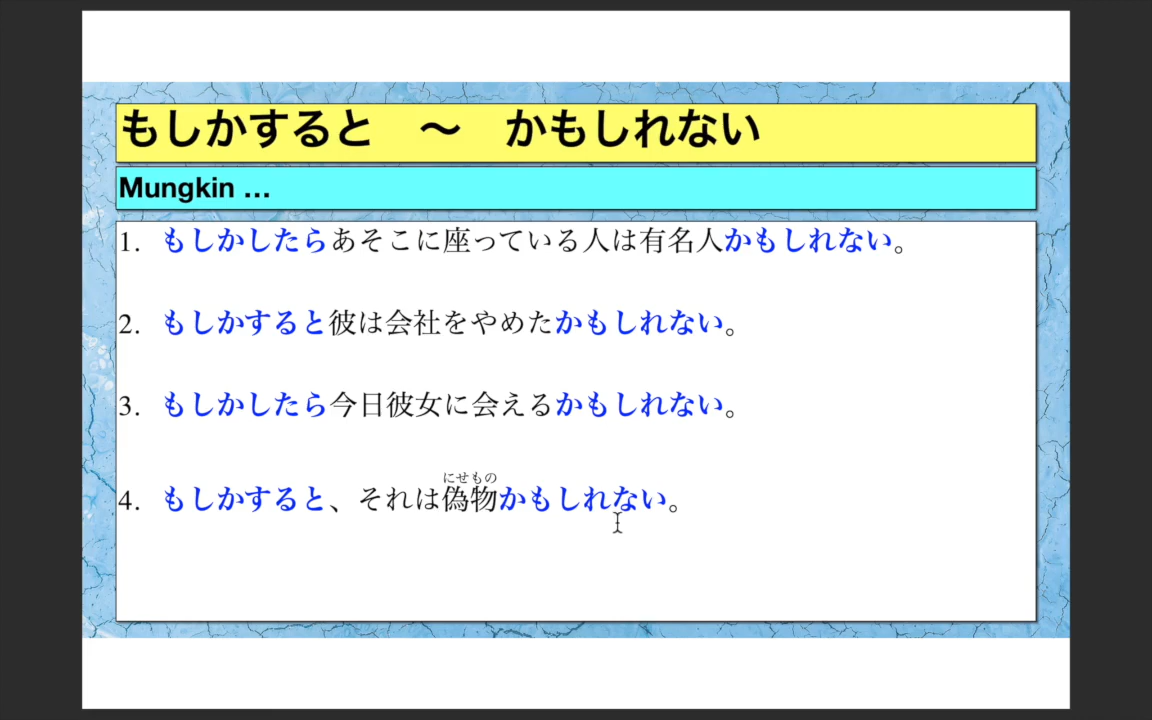 もしかすると　〜　かもしれない
Mungkin …
1. もしかしたらあそこに座っている人は有名人かもしれない。
2. もしかすると彼は会社をやめたかもしれない。
3. もしかしたら今日彼女に会えるかもしれない。
にせもの
4. もしかすると、それは偽物かもしれない。